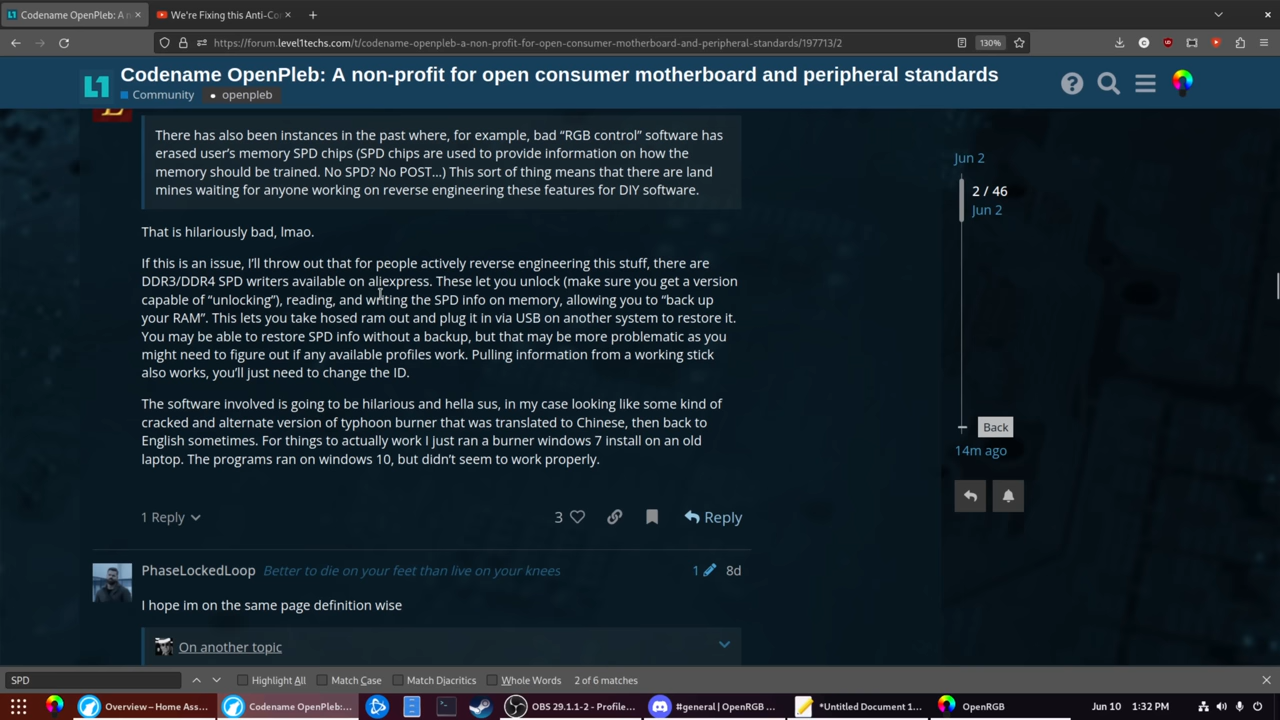 Codename OpenPleb: A n
We're Fixing this Anti-Co
https://forum.level1techs.com/t/codename-openpleb-a-non-profit-for-open-consumer-motherboard-and-peripheral-standards/197713/2
130%
Codename OpenPleb: A non-profit for open consumer motherboard and peripheral standards
Community openpleb
There has also been instances in the past where, for example, bad “RGB control” software has
erased user’s memory SPD chips (SPD chips are used to provide information on how the
memory should be trained. No SPD? No POST…) This sort of thing means that there are land
mines waiting for anyone working on reverse engineering these features for DIY software.
That is hilariously bad, lmao.
If this is an issue, I’ll throw out that for people actively reverse engineering this stuff, there are
DDR3/DDR4 SPD writers available on aliexpress. These let you unlock (make sure you get a version
capable of “unlocking”), reading, and writing the SPD info on memory, allowing you to “back up
your RAM”. This lets you take hosed ram out and plug it in via USB on another system to restore it.
You may be able to restore SPD info without a backup, but that may be more problematic as you
might need to figure out if any available profiles work. Pulling information from a working stick
also works, you’ll just need to change the ID.
The software involved is going to be hilarious and hella sus, in my case looking like some kind of
cracked and alternate version of typhoon burner that was translated to Chinese, then back to
English sometimes. For things to actually work I just ran a burner windows 7 install on an old
laptop. The programs ran on windows 10, but didn’t seem to work properly.
1 Reply
3
Reply
Jun 2
2 / 46
Jun 2
Back
14m ago
PhaseLockedLoop Better to die on your feet than live on your knees
1
8d
I hope im on the same page definition wise
On another topic
SPD
Highlight All
Match Case
Match Diacritics
Whole Words
2 of 6 matches
Overview – Home Ass...
Codename OpenPleb:...
OBS 29.1.1-2 - Profile...
#general | OpenRGB ...
*Untitled Document 1...
OpenRGB
Jun 10 1:32 PM